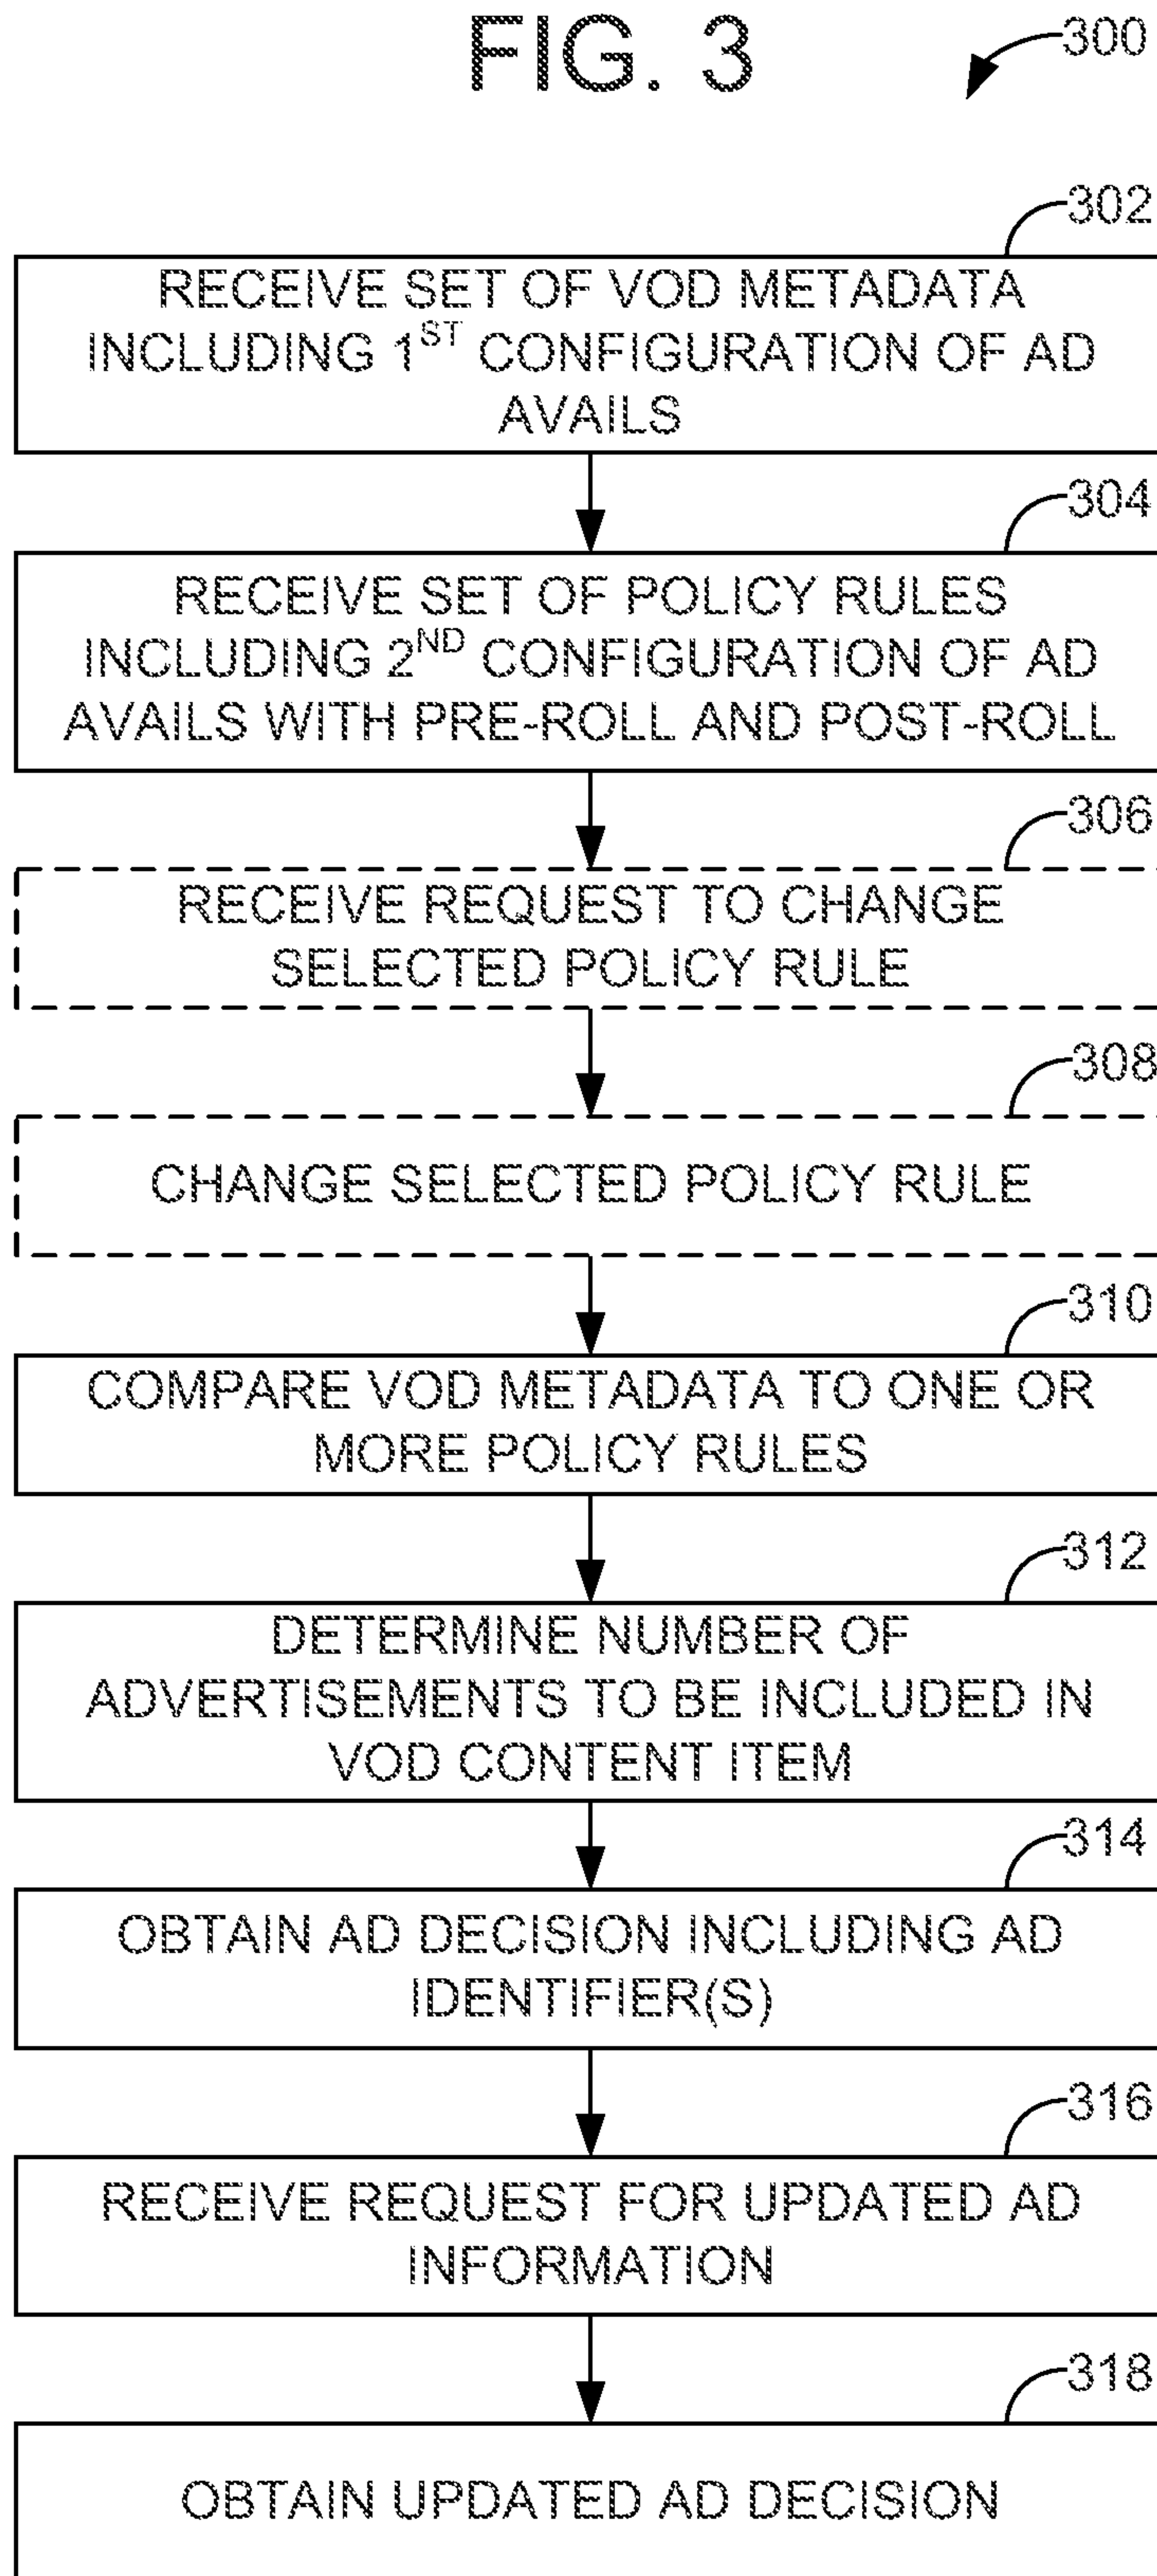 FIG. 3
300
302
RECEIVE SET OF VOD METADATA
INCLUDING 1ST CONFIGURATION OF AD
AVAILS
304
RECEIVE SET OF POLICY RULES
INCLUDING 2ND CONFIGURATION OF AD
AVAILS WITH PRE-ROLL AND POST-ROLL
306
RECEIVE REQUEST TO CHANGE
SELECTED POLICY RULE
308
CHANGE SELECTED POLICY RULE
310
COMPARE VOD METADATA TO ONE OR
MORE POLICY RULES
312
DETERMINE NUMBER OF
ADVERTISEMENTS TO BE INCLUDED IN
VOD CONTENT ITEM
314
OBTAIN AD DECISION INCLUDING AD
IDENTIFIER(S)
316
RECEIVE REQUEST FOR UPDATED AD
INFORMATION
318
OBTAIN UPDATED AD DECISION